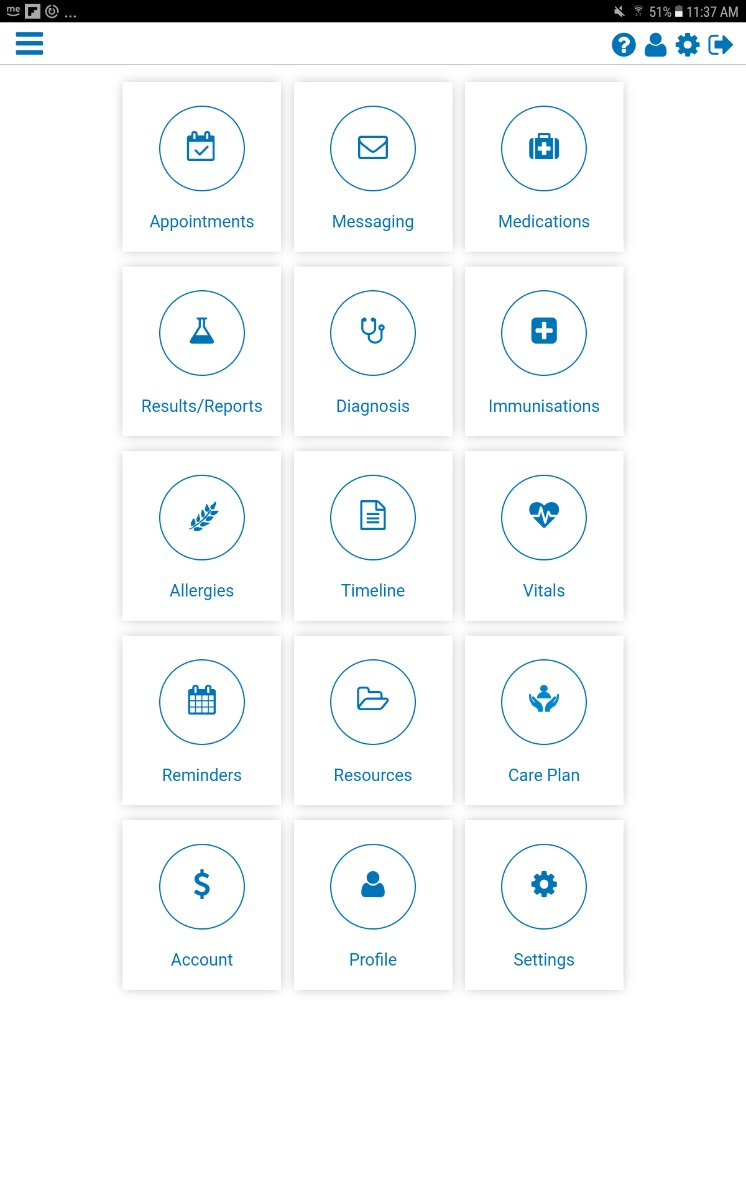 me ... 51% 11:37 AM
Appointments Messaging Medications
Results/Reports Diagnosis Immunisations
Allergies Timeline Vitals
Reminders Resources Care Plan
Account Profile Settings